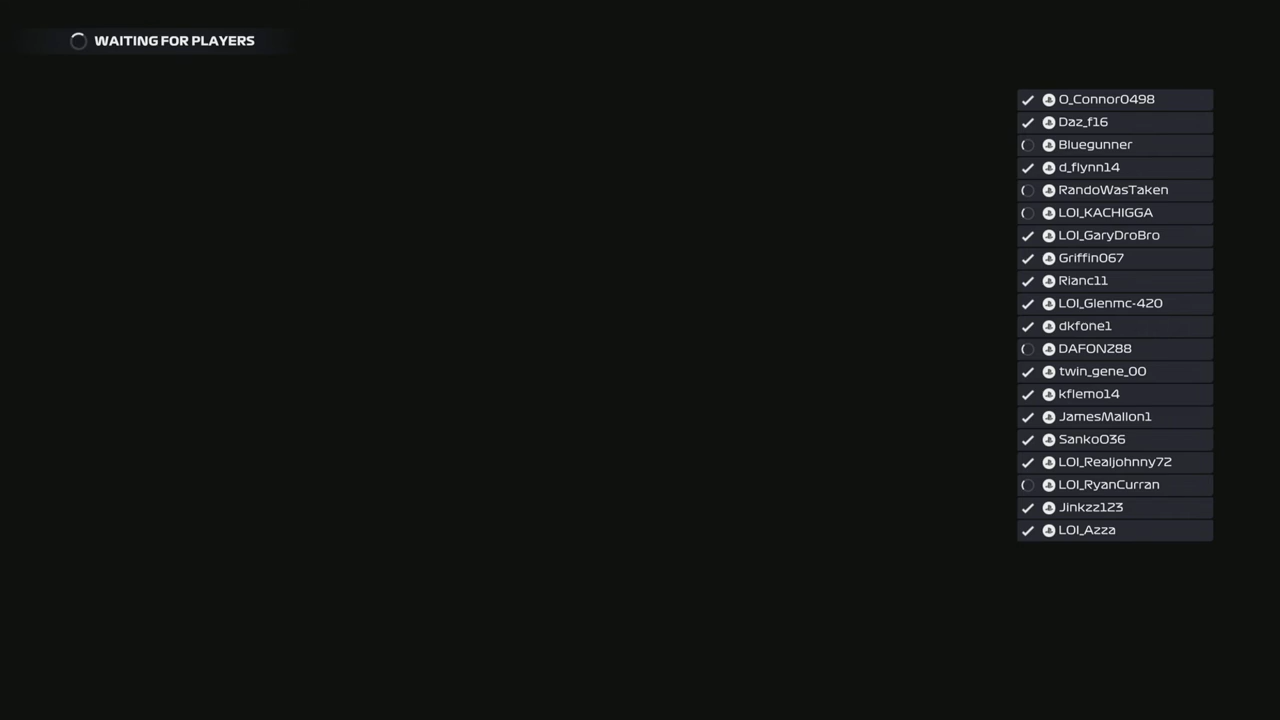 WAITING FOR PLAYERS
O_Connor0498
Daz_f16
Bluegunner
d_flynn14
RandoWasTaken
LOI_KACHIGGA
LOI_GaryDroBro
Griffin067
Rianc11
LOI_Glenmc-420
dkfone1
DAFONZ88
twin_gene_00
kflemo14
JamesMallon1
Sanko036
LOI_Realjohnny72
LOI_RyanCurran
Jinkzz123
LOI_Azza